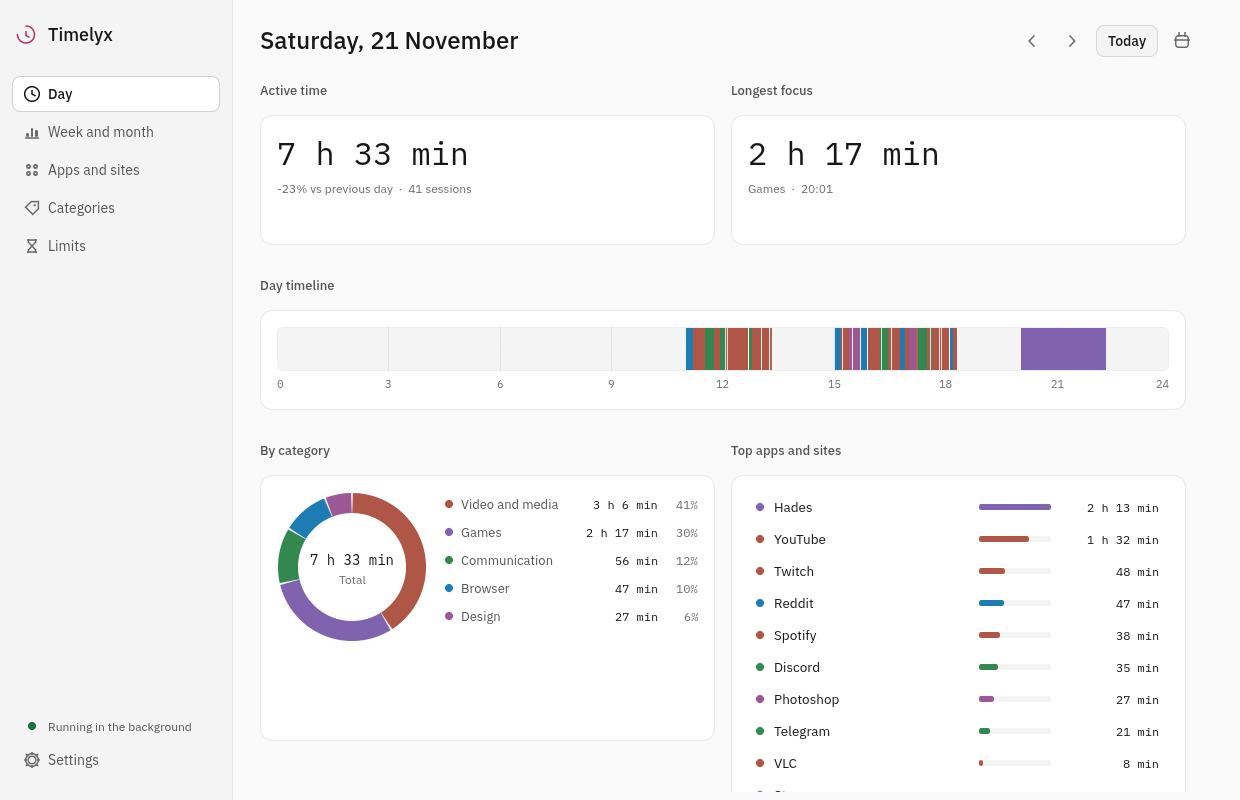 Timelyx
Day
Week and month
Apps and sites
Categories
Limits
Running in the background
Settings
Saturday, 21 November
Today
Active time
7 h 33 min
-23% vs previous day · 41 sessions
Longest focus
2 h 17 min
Games · 20:01
Day timeline
0 3 6 9 12 15 18 21 24
By category
7 h 33 min
Total
Video and media 3 h 6 min 41%
Games 2 h 17 min 30%
Communication 56 min 12%
Browser 47 min 10%
Design 27 min 6%
Top apps and sites
Hades 2 h 13 min
YouTube 1 h 32 min
Twitch 48 min
Reddit 47 min
Spotify 38 min
Discord 35 min
Photoshop 27 min
Telegram 21 min
VLC 8 min